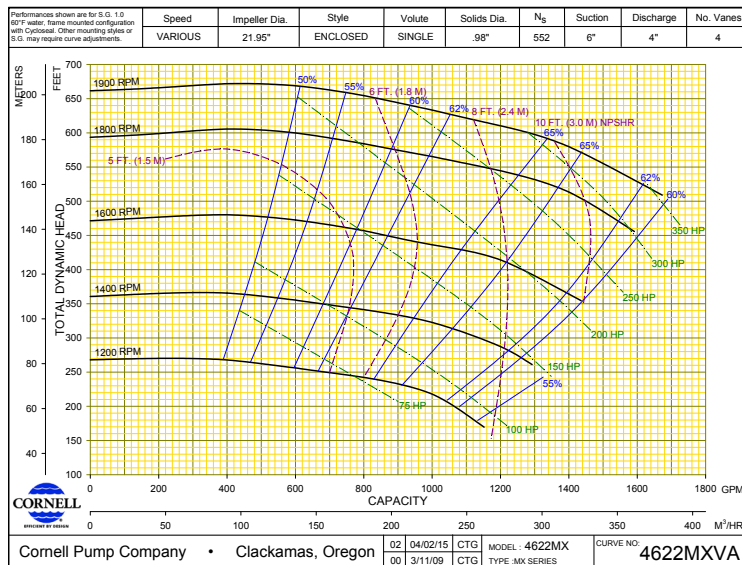 Performances shown are for S.G. 1.0
60°F water, frame mounted configuration
with Cycloseal. Other mounting styles or
S.G. may require curve adjustments.
Speed Impeller Dia. Style Volute Solids Dia. NS Suction Discharge No. Vanes
VARIOUS 21.95" ENCLOSED SINGLE .98" 552 6" 4" 4
METERS
FEET
TOTAL DYNAMIC HEAD
700
650
600
550
500
450
400
350
300
250
200
150
100
200
180
160
140
120
100
80
60
40
1900 RPM
1800 RPM
1600 RPM
1400 RPM
1200 RPM
50%
55%
60%
62%
65%
65%
62%
60%
55%
5 FT. (1.5 M)
6 FT. (1.8 M)
8 FT. (2.4 M)
10 FT. (3.0 M) NPSHR
350 HP
300 HP
250 HP
200 HP
150 HP
100 HP
75 HP
0 200 400 600 800 1000 1200 1400 1600 1800 GPM
CAPACITY
0 50 100 150 200 250 300 350 400 M³/HR
CORNELL
EFFICIENT BY DESIGN
Cornell Pump Company • Clackamas, Oregon
02 04/02/15 CTG
00 3/11/09 CTG
MODEL : 4622MX
TYPE :MX SERIES
CURVE NO:
4622MXVA